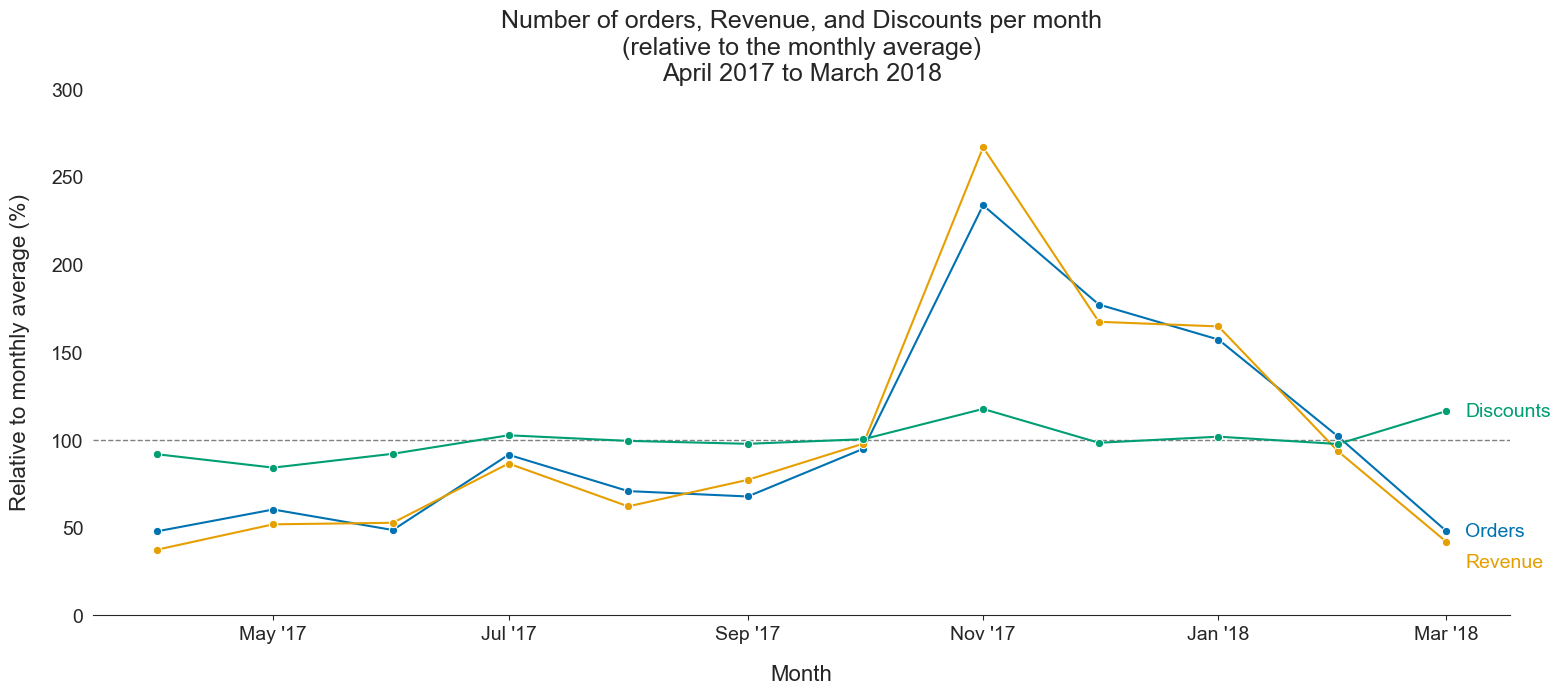 Number of orders, Revenue, and Discounts per month
(relative to the monthly average)
April 2017 to March 2018
Relative to monthly average (%)
300
250
200
150
100
50
0
Discounts
Orders
Revenue
May '17
Jul '17
Sep '17
Nov '17
Jan '18
Mar '18
Month